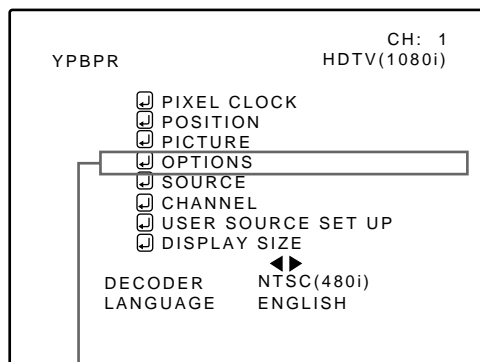 CH: 1
YPBPR HDTV(1080i)
PIXEL CLOCK
POSITION
PICTURE
OPTIONS
SOURCE
CHANNEL
USER SOURCE SET UP
DISPLAY SIZE
DECODER NTSC(480i)
LANGUAGE ENGLISH